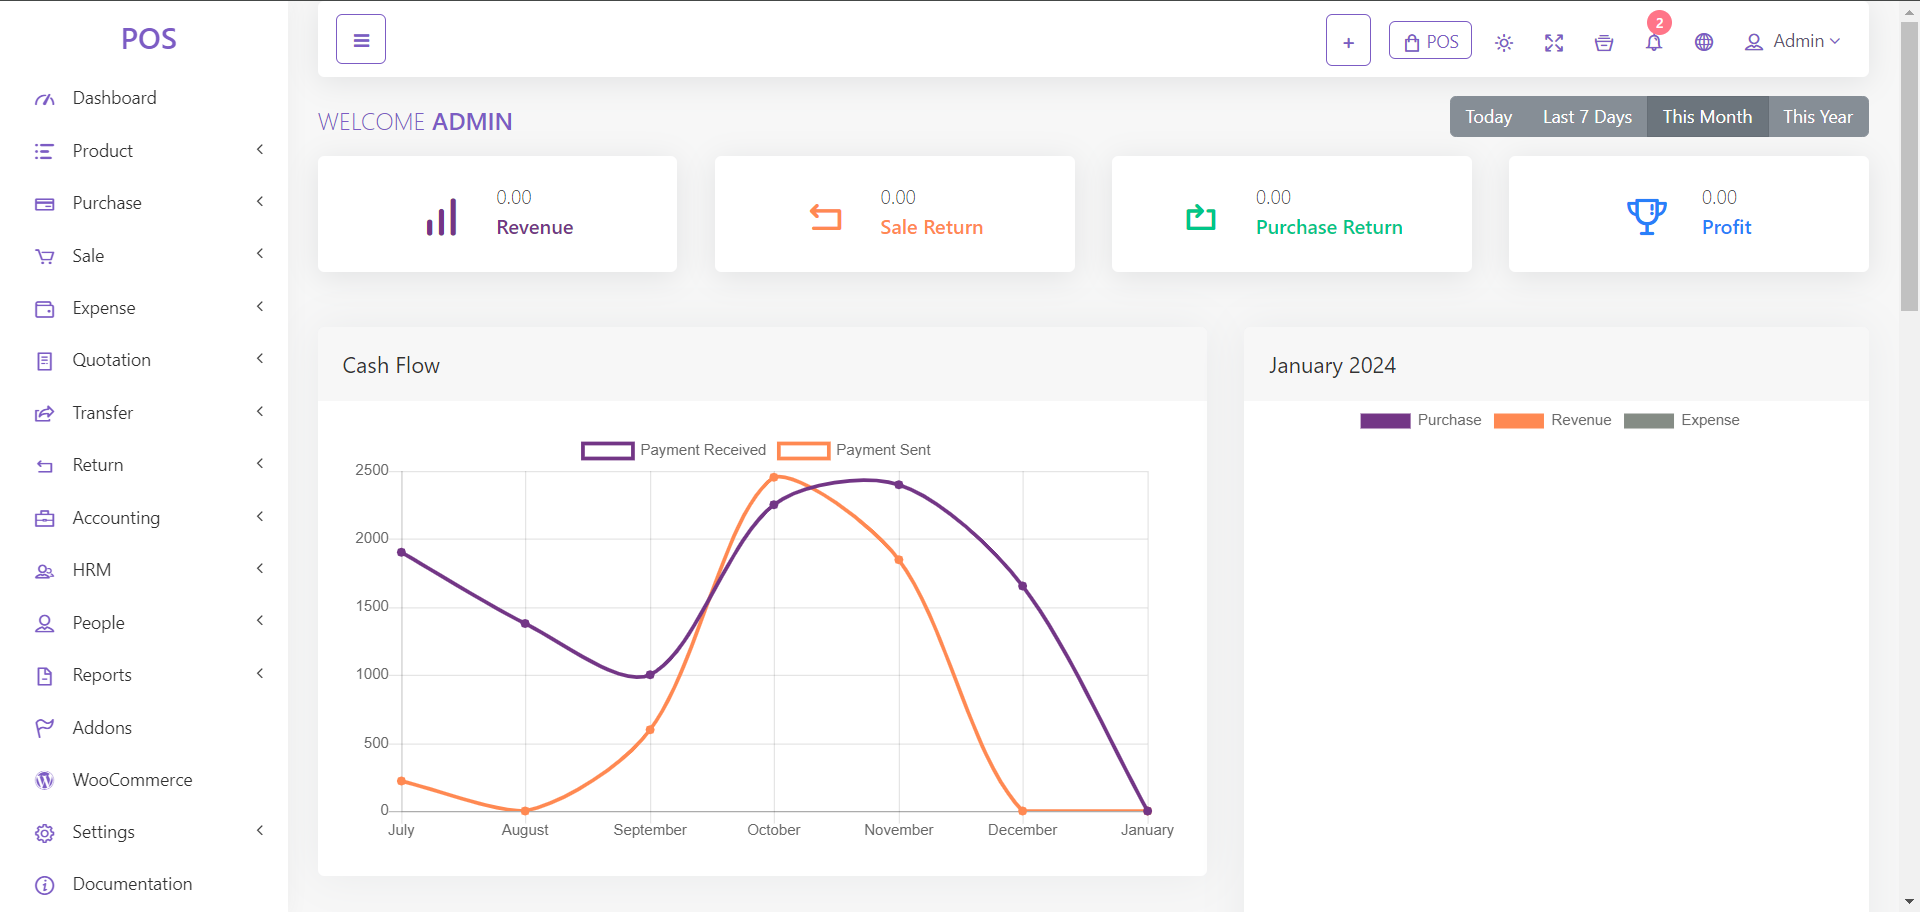 POS
Dashboard
Product
Purchase
Sale
Expense
Quotation
Transfer
Return
Accounting
HRM
People
Reports
Addons
WooCommerce
Settings
Documentation
+
POS
2
Admin
WELCOME ADMIN
Today
Last 7 Days
This Month
This Year
0.00
Revenue
0.00
Sale Return
0.00
Purchase Return
0.00
Profit
Cash Flow
Payment Received
Payment Sent
2500
2000
1500
1000
500
0
July
August
September
October
November
December
January
January 2024
Purchase
Revenue
Expense